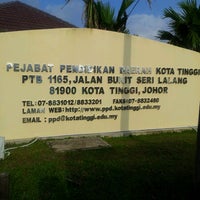 PEJABAT PENDIDIKAN DAERAH KOTA TINGGI
PTB 1165, JALAN BUKIT SERI LALANG
81900 KOTA TINGGI, JOHOR
TEL: 07-8831012/8833201 FAKS: 07-8832480
LAMAN WEB: http://www.ppd.kotatinggi.edu.my
EMAIL : ppd@kotatinggi.edu.my